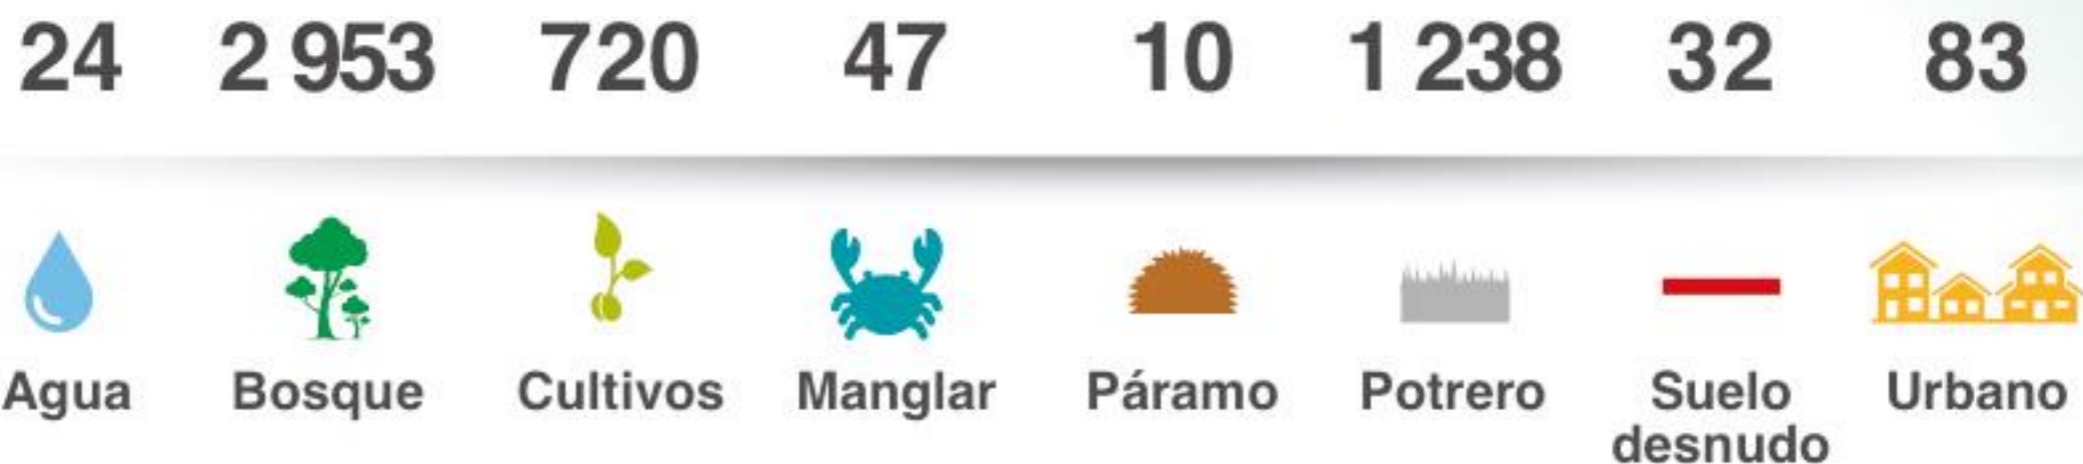 24 2 953 720 47 10 1 238 32 83
Agua Bosque Cultivos Manglar Páramo Potrero Suelo Urbano
desnudo